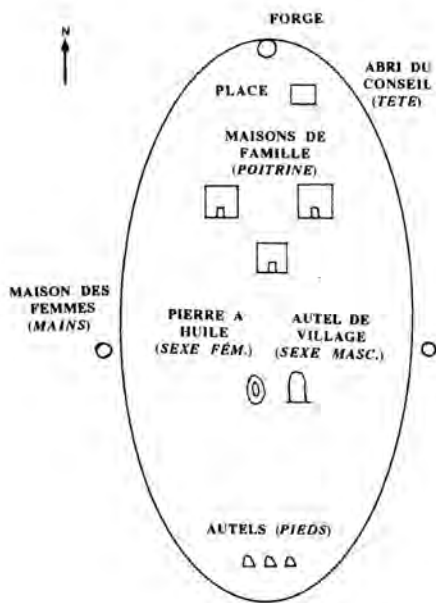 FORGE
N
ABRI DU
CONSEIL
(TETE)
PLACE
MAISONS DE
FAMILLE
(POITRINE)
MAISON DES
FEMMES
(MAINS)
PIERRE A
HUILE
(SEXE FÉM.)
AUTEL DE
VILLAGE
(SEXE MASC.)
AUTELS (PIEDS)